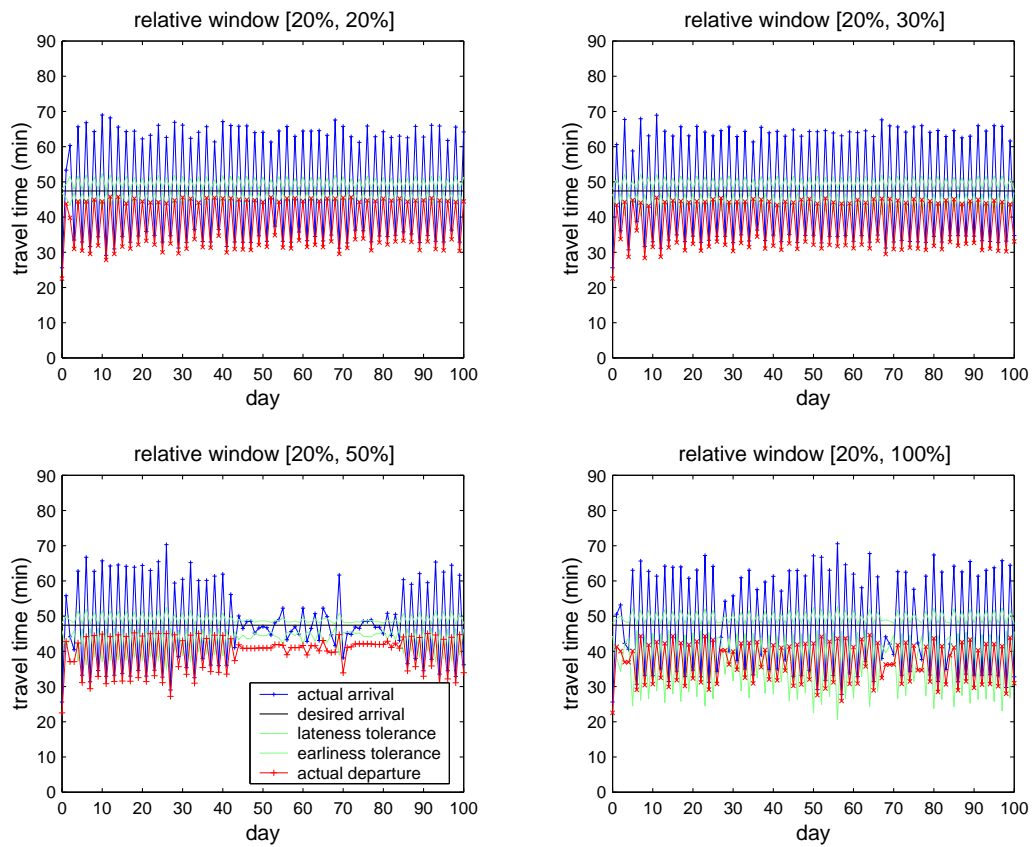 relative window [20%, 20%]
90
80
70
60
50
40
30
20
10
0
travel time (min)
0 10 20 30 40 50 60 70 80 90 100
day
relative window [20%, 30%]
90
80
70
60
50
40
30
20
10
0
travel time (min)
0 10 20 30 40 50 60 70 80 90 100
day
relative window [20%, 50%]
90
80
70
60
50
40
30
20
10
0
travel time (min)
actual arrival
desired arrival
lateness tolerance
earliness tolerance
actual departure
0 10 20 30 40 50 60 70 80 90 100
day
relative window [20%, 100%]
90
80
70
60
50
40
30
20
10
0
travel time (min)
0 10 20 30 40 50 60 70 80 90 100
day